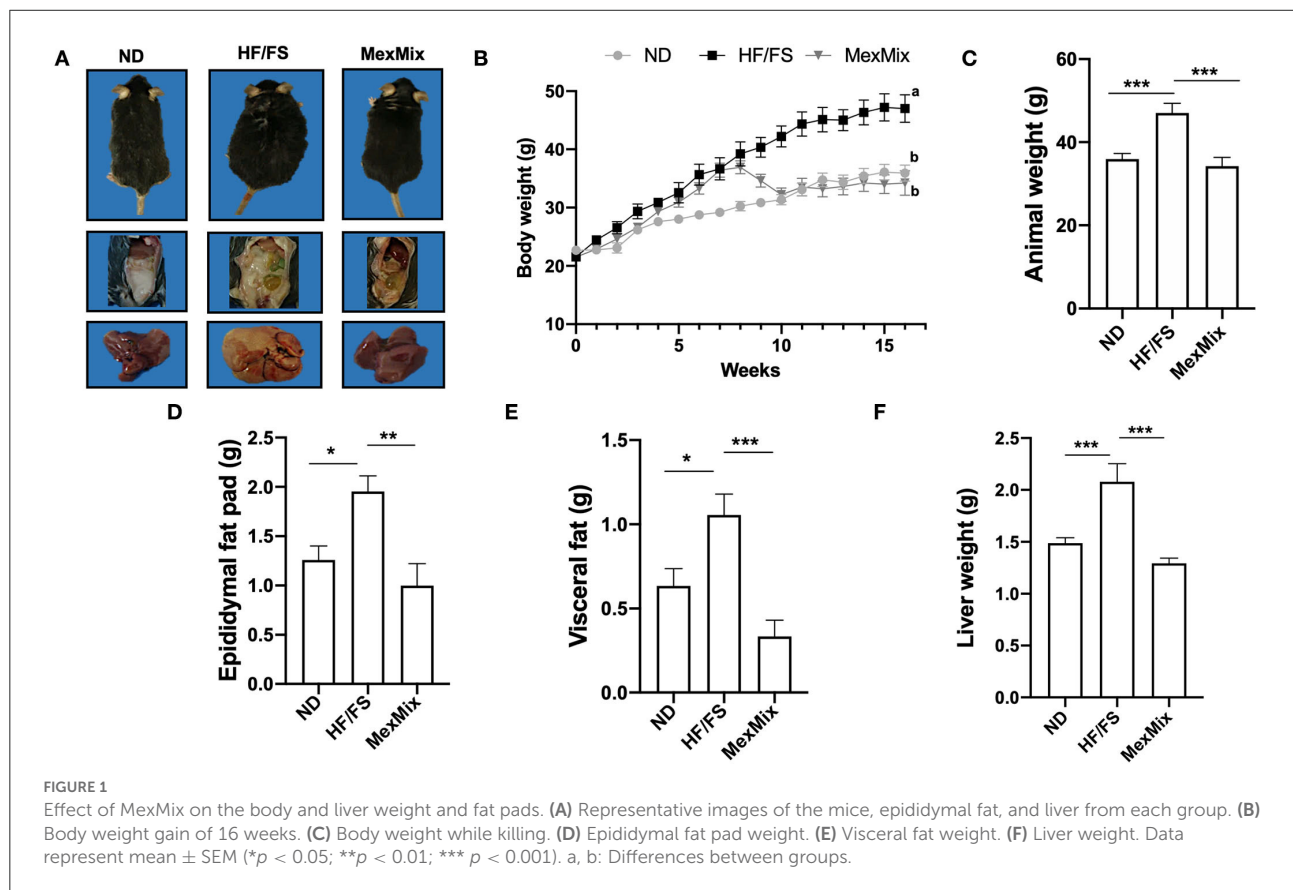 A
ND
HF/FS
MexMix
B
ND
HF/FS
MexMix
Body weight (g)
50
40
30
20
10
0
5
10
15
Weeks
a
b
b
C
Animal weight (g)
60
40
20
0
***
***
ND
HF/FS
MexMix
D
Epididymal fat pad (g)
2.5
2.0
1.5
1.0
0.5
0.0
*
**
ND
HF/FS
MexMix
E
Visceral fat (g)
1.5
1.0
0.5
0.0
*
***
ND
HF/FS
MexMix
F
Liver weight (g)
2.5
2.0
1.5
1.0
0.5
0.0
***
***
ND
HF/FS
MexMix
FIGURE 1
Effect of MexMix on the body and liver weight and fat pads. (A) Representative images of the mice, epididymal fat, and liver from each group. (B)
Body weight gain of 16 weeks. (C) Body weight while killing. (D) Epididymal fat pad weight. (E) Visceral fat weight. (F) Liver weight. Data
represent mean ± SEM (*p < 0.05; **p < 0.01; *** p < 0.001). a, b: Differences between groups.